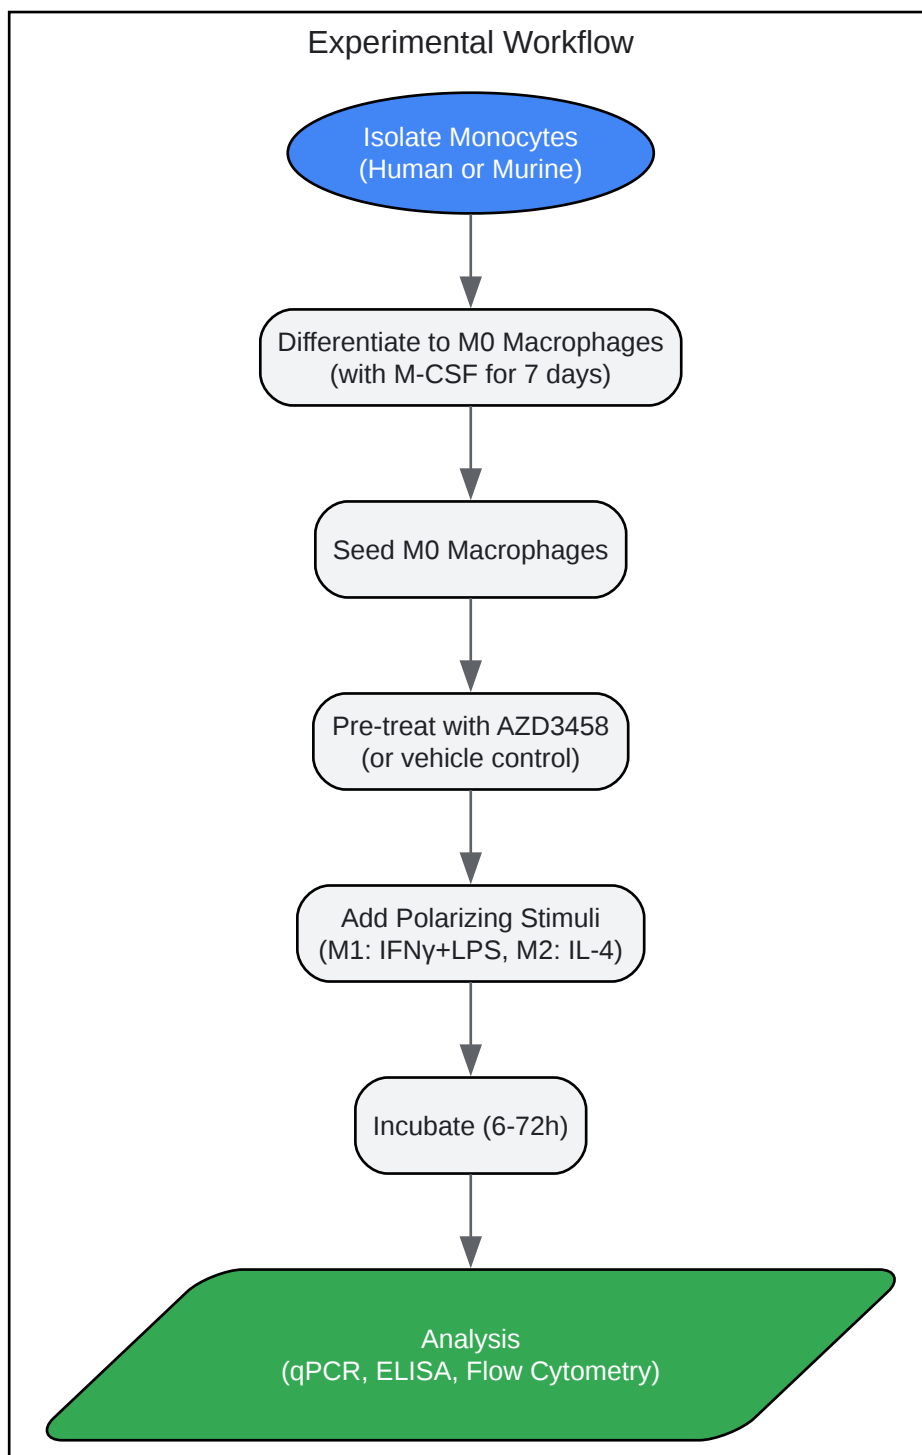 Experimental Workflow
Isolate Monocytes
(Human or Murine)
Differentiate to M0 Macrophages
(with M-CSF for 7 days)
Seed M0 Macrophages
Pre-treat with AZD3458
(or vehicle control)
Add Polarizing Stimuli
(M1: IFNγ+LPS, M2: IL-4)
Incubate (6-72h)
Analysis
(qPCR, ELISA, Flow Cytometry)